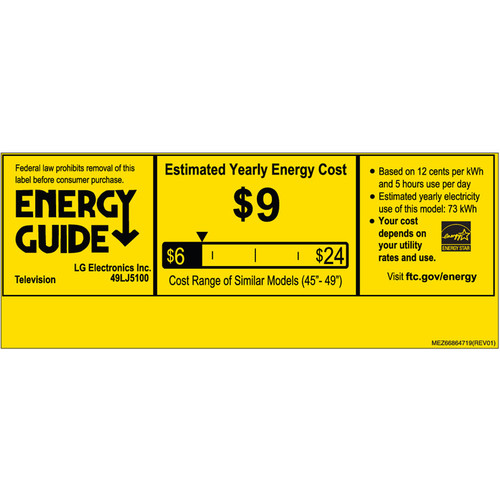 Federal law prohibits removal of this
label before consumer purchase.
ENERGY
GUIDE
LG Electronics Inc.
Television
49LJ5100
Estimated Yearly Energy Cost
$9
$6
$24
Cost Range of Similar Models (45"- 49")
• Based on 12 cents per kWh
and 5 hours use per day
• Estimated yearly electricity
use of this model: 73 kWh
• Your cost
depends on
your utility
rates and use.
energy
ENERGY STAR
Visit ftc.gov/energy
MEZ66864719(REV01)